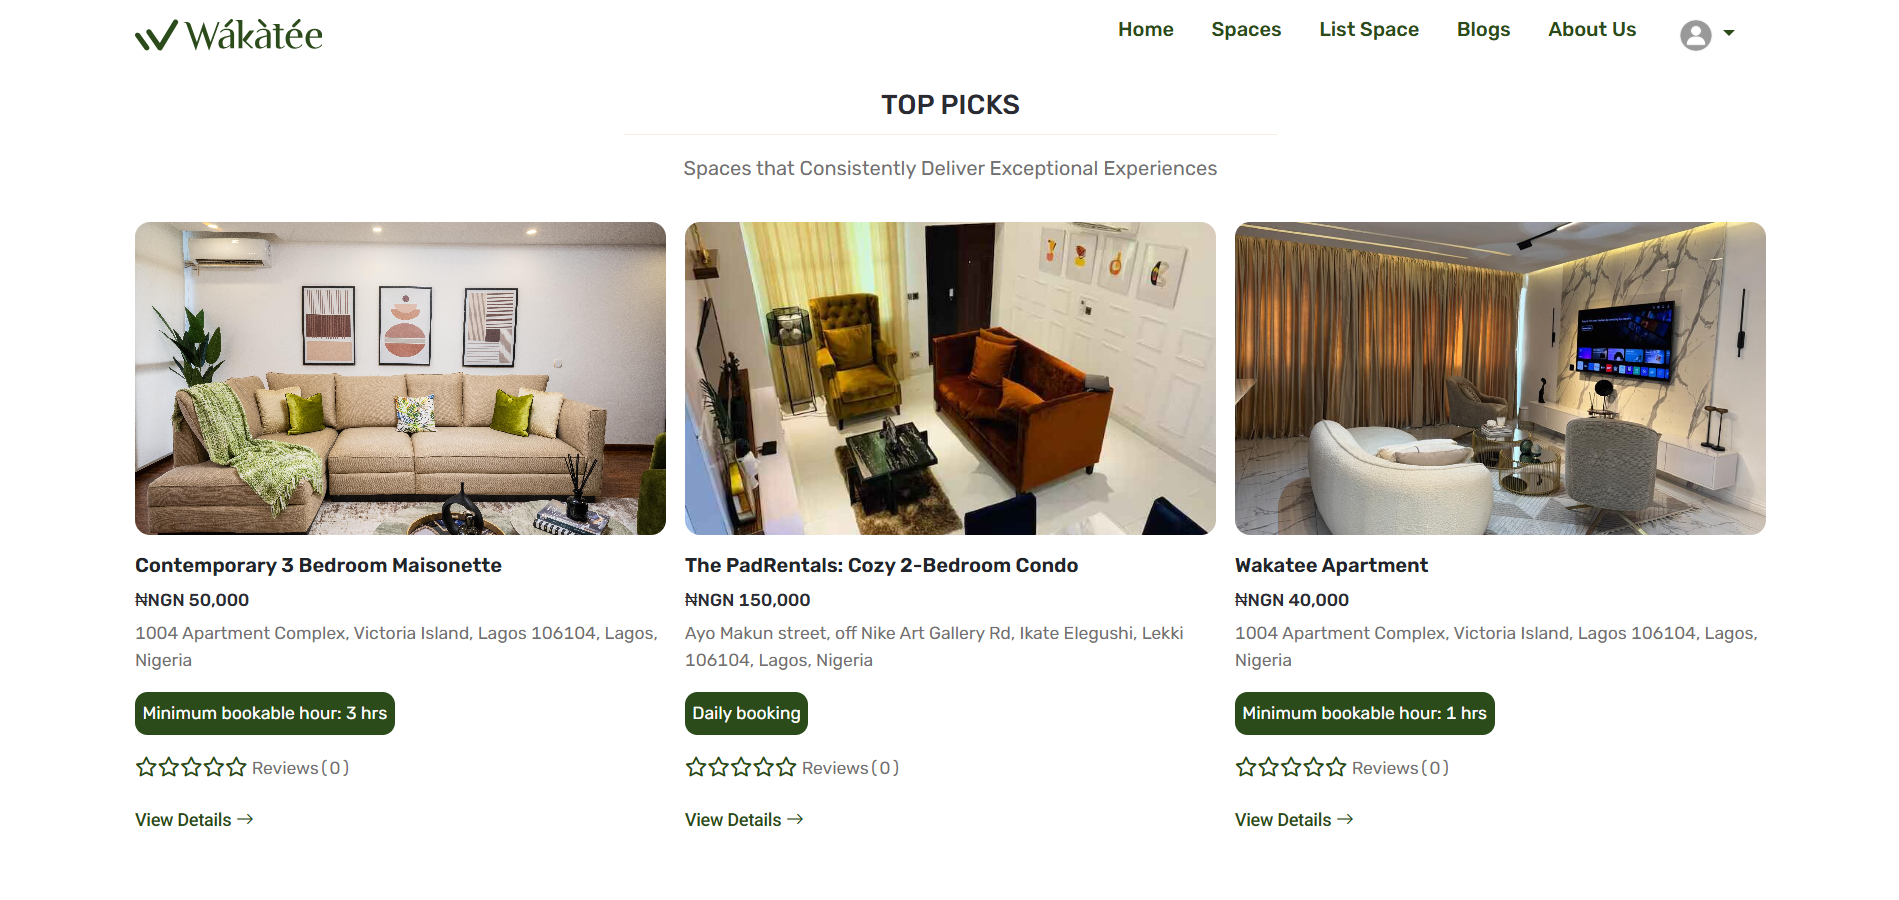 Wákàtée
Home Spaces List Space Blogs About Us
TOP PICKS
Spaces that Consistently Deliver Exceptional Experiences
Contemporary 3 Bedroom Maisonette
₦NGN 50,000
1004 Apartment Complex, Victoria Island, Lagos 106104, Lagos,
Nigeria
Minimum bookable hour: 3 hrs
Reviews(0)
View Details →
The PadRentals: Cozy 2-Bedroom Condo
₦NGN 150,000
Ayo Makun street, off Nike Art Gallery Rd, Ikate Elegushi, Lekki
106104, Lagos, Nigeria
Daily booking
Reviews(0)
View Details →
Wakatee Apartment
₦NGN 40,000
1004 Apartment Complex, Victoria Island, Lagos 106104, Lagos,
Nigeria
Minimum bookable hour: 1 hrs
Reviews(0)
View Details →